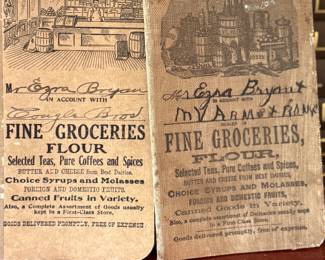 Mr Ezra Bryan
IN ACCOUNT WITH
Bros
FINE GROCERIES
FLOUR
Selected Teas, Pure Coffees and Spices
BUTTER AND CHEESE from Best Dairies.
Choice Syrups and Molasses
FOREIGN AND DOMESTIC FRUITS.
Canned Fruits in Variety.
Also, a Complete Assortment of Goods usually
kept in a First-Class Store.
GOODS DELIVERED PROMPTLY, FREE OF EXPENSE
Mr Ezra Bryant
IN ACCOUNT WITH
FINE GROCERIES,
FLOUR,
Selected Teas, Pure Coffees and Spices,
BUTTER AND CHEESE FROM BEST DAIRIES.
CHOICE SYRUPS AND MOLASSES,
FOREIGN AND DOMESTIC FRUITS,
Canned Goods in Variety.
Also, a complete assortment of Groceries usually kept
in a First Class Store.
Goods delivered promptly, free from expense.